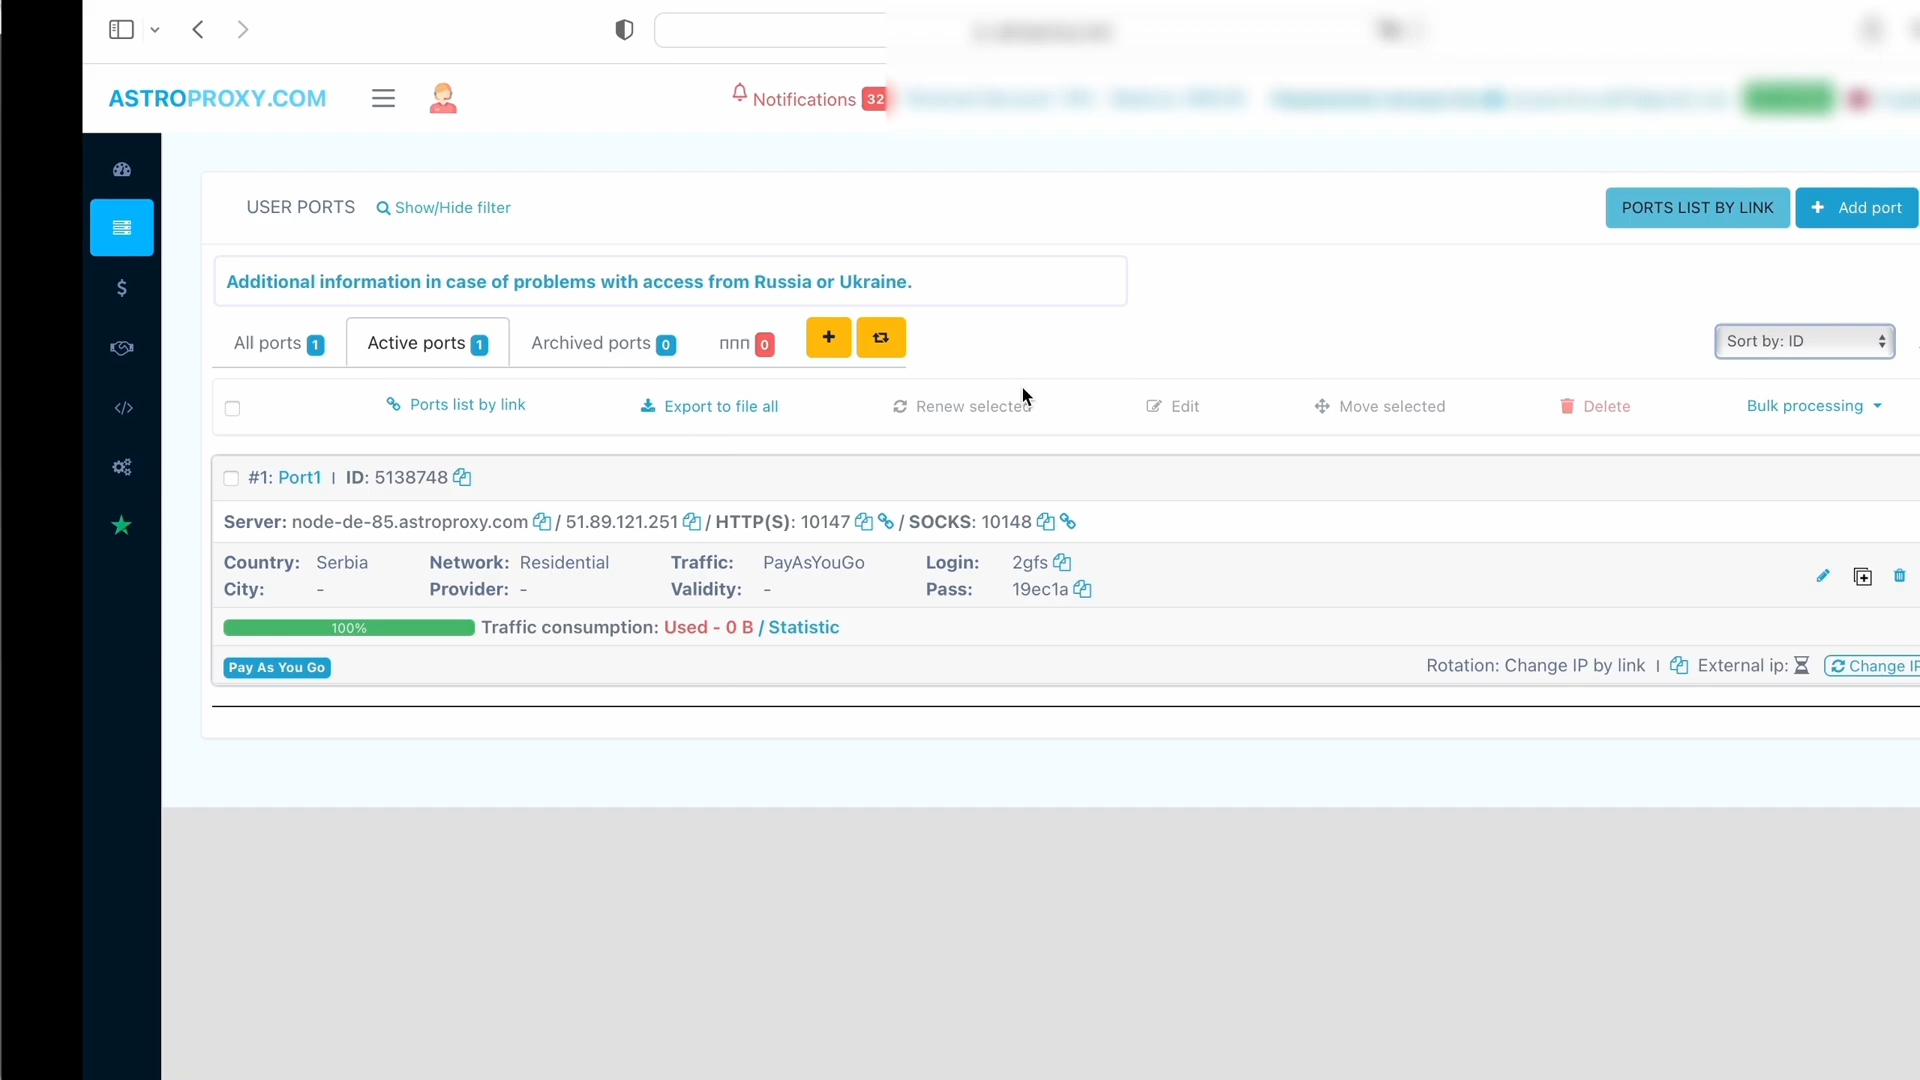 ASTROPROXY.COM
Notifications 32
USER PORTS Show/Hide filter
PORTS LIST BY LINK
+ Add port
Additional information in case of problems with access from Russia or Ukraine.
All ports 1
Active ports 1
Archived ports 0
ппп 0
Sort by: ID
Ports list by link
Export to file all
Renew selected
Edit
Move selected
Delete
Bulk processing
#1: Port1 | ID: 5138748
Server: node-de-85.astroproxy.com / 51.89.121.251 / HTTP(S): 10147 / SOCKS: 10148
Country: Serbia Network: Residential Traffic: PayAsYouGo Login: 2gfs
City: - Provider: - Validity: - Pass: 19ec1a
100% Traffic consumption: Used - 0 B / Statistic
Pay As You Go
Rotation: Change IP by link | External ip: Change IP